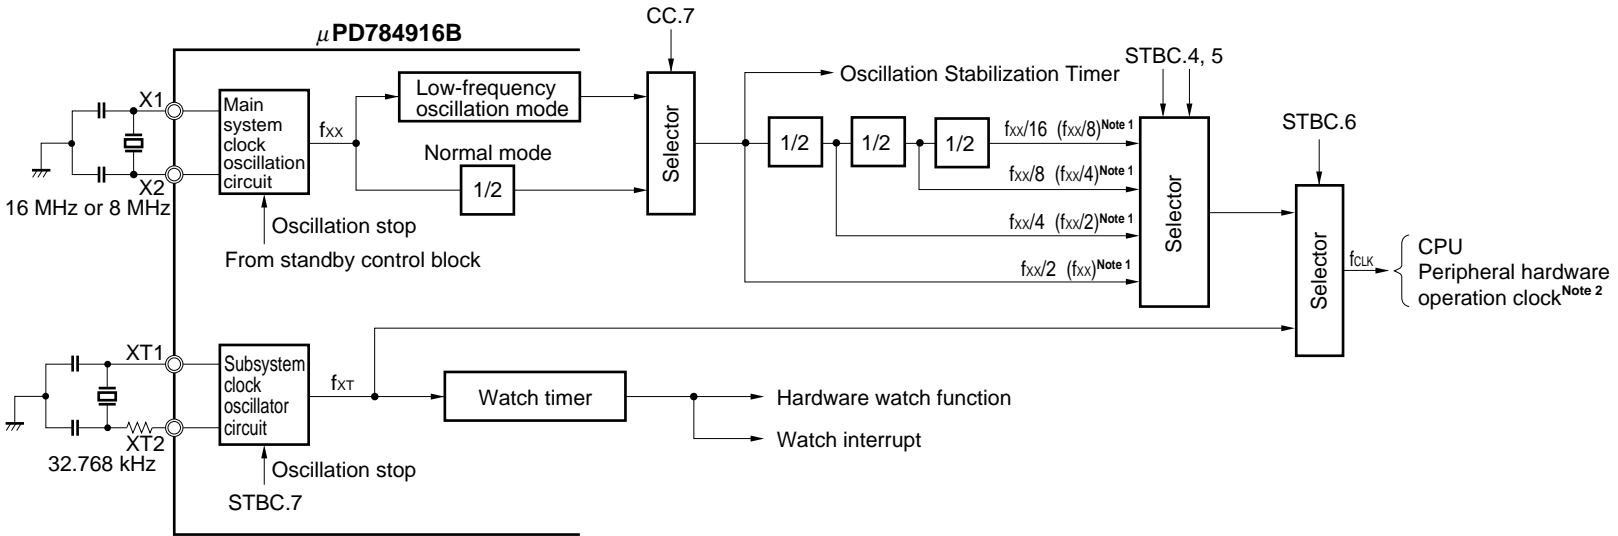 μPD784916B
CC.7
STBC.4, 5
STBC.6
X1
X2
16 MHz or 8 MHz
Main
system
clock
oscillation
circuit
fXX
Low-frequency
oscillation mode
Normal mode
1/2
Selector
Oscillation Stabilization Timer
1/2
1/2
1/2
fXX/16 (fXX/8)Note 1
fXX/8 (fXX/4)Note 1
fXX/4 (fXX/2)Note 1
fXX/2 (fXX)Note 1
Selector
Selector
fCLK
CPU
Peripheral hardware
operation clockNote 2
Oscillation stop
From standby control block
XT1
XT2
32.768 kHz
Subsystem
clock
oscillator
circuit
fXT
Watch timer
Hardware watch function
Watch interrupt
Oscillation stop
STBC.7